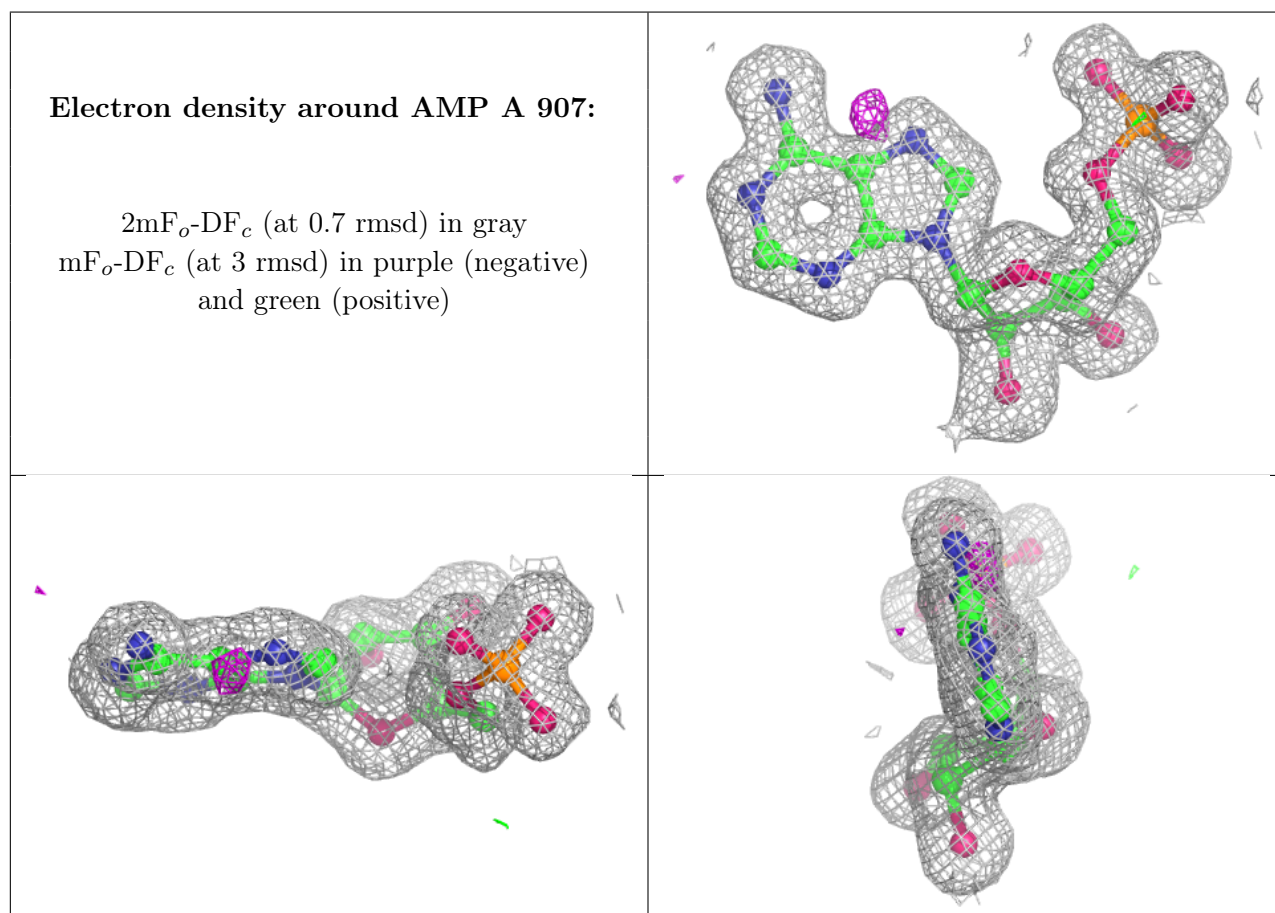 Electron density around AMP A 907:
2mFₒ-DF𝒸 (at 0.7 rmsd) in gray
mFₒ-DF𝒸 (at 3 rmsd) in purple (negative)
and green (positive)